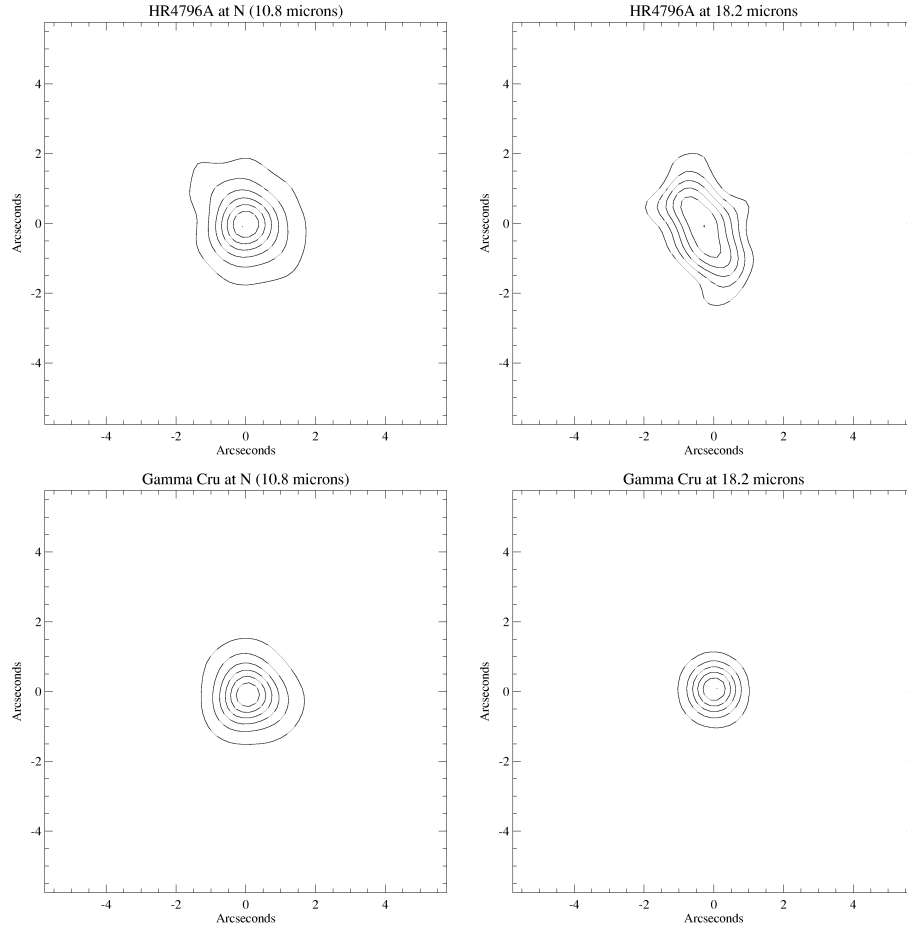 HR4796A at N (10.8 microns)
4
2
0
-2
-4
Arcseconds
-4 -2 0 2 4
Arcseconds
HR4796A at 18.2 microns
4
2
0
-2
-4
Arcseconds
-4 -2 0 2 4
Arcseconds
Gamma Cru at N (10.8 microns)
4
2
0
-2
-4
Arcseconds
-4 -2 0 2 4
Arcseconds
Gamma Cru at 18.2 microns
4
2
0
-2
-4
Arcseconds
-4 -2 0 2 4
Arcseconds